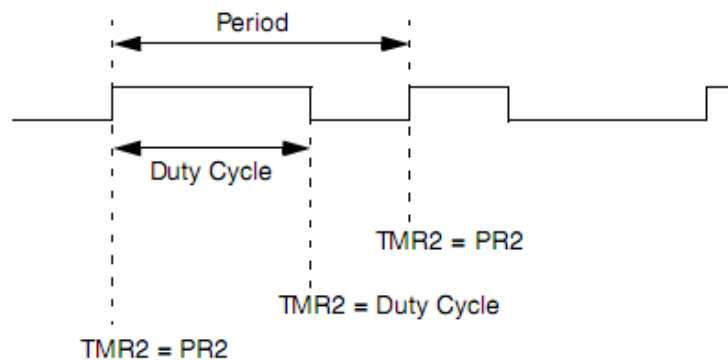 Period
Duty Cycle
TMR2 = PR2
TMR2 = Duty Cycle
TMR2 = PR2